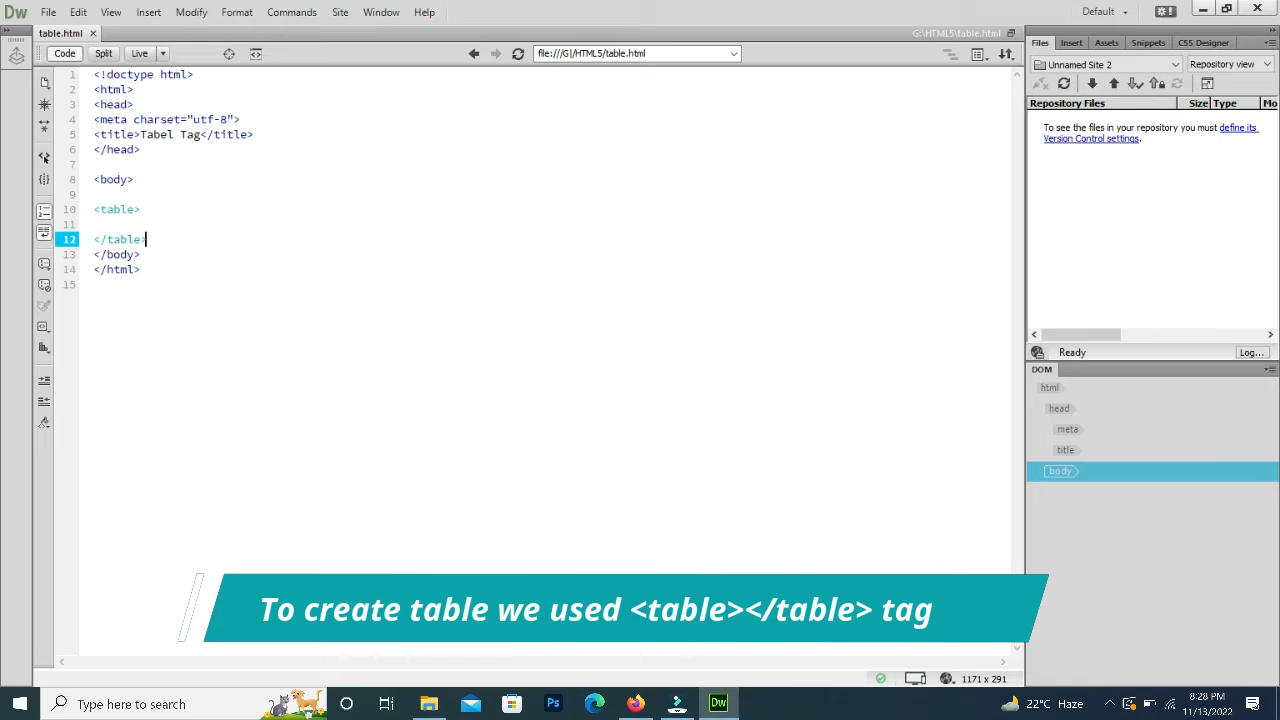 Dw File Edit View Insert Modify Format Commands Site Window Help Default
table.html G:\HTML5\table.html
Code Split Live file:///G|/HTML5/table.html
1 <!doctype html>
2 <html>
3 <head>
4 <meta charset="utf-8">
5 <title>Tabel Tag</title>
6 </head>
7
8 <body>
9
10 <table>
11
12 </table>
13 </body>
14 </html>
15
Files Insert Assets Snippets CSS Designer
Unnamed Site 2 Repository view
Repository Files Size Type Mo
To see the files in your repository you must define its
Version Control settings.
Ready Log...
DOM
html
head
meta
title
body
To create table we used <table></table> tag
1171 x 291
Type here to search Ps Dw 22°C Haze 8:28 PM
11/13/2022